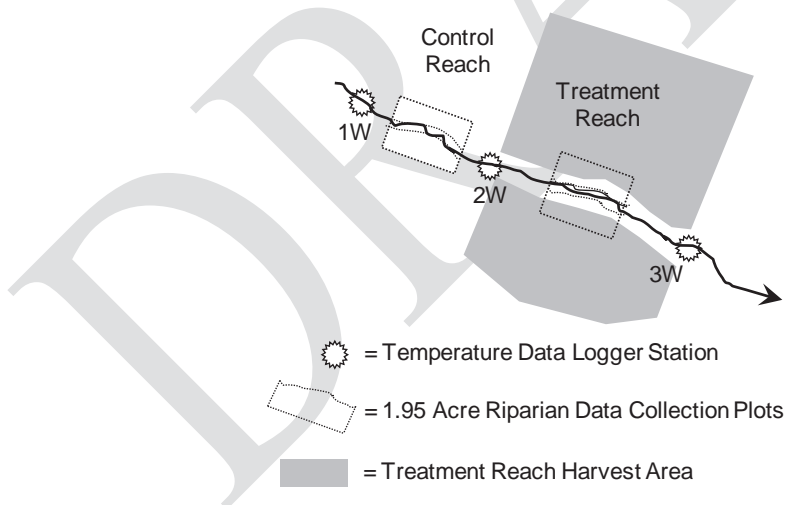 Control
Reach
Treatment
Reach
1W
2W
3W
= Temperature Data Logger Station
= 1.95 Acre Riparian Data Collection Plots
= Treatment Reach Harvest Area